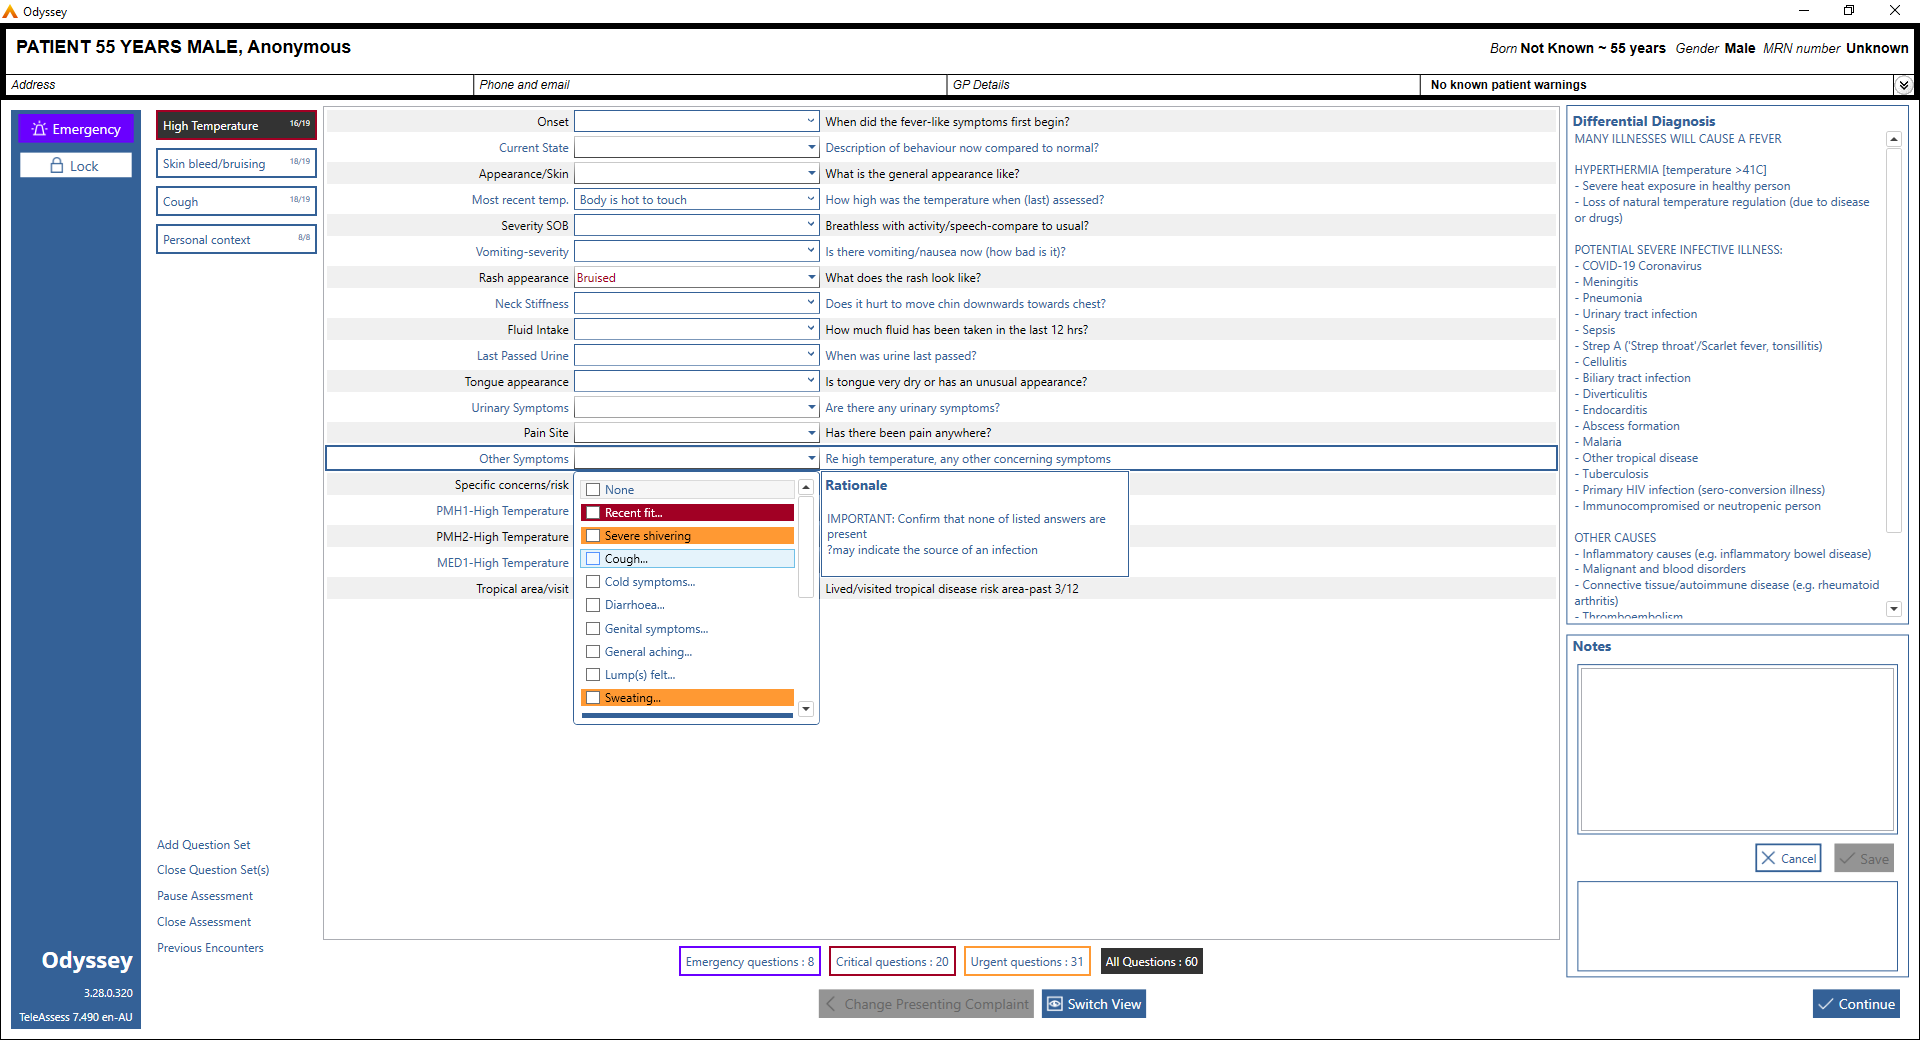 Odyssey
PATIENT 55 YEARS MALE, Anonymous
Born Not Known ~ 55 years Gender Male MRN number Unknown
Address
Phone and email
GP Details
No known patient warnings
Emergency
Lock
High Temperature 16/19
Skin bleed/bruising 18/19
Cough 18/19
Personal context 8/8
Onset When did the fever-like symptoms first begin?
Current State Description of behaviour now compared to normal?
Appearance/Skin What is the general appearance like?
Most recent temp. Body is hot to touch How high was the temperature when (last) assessed?
Severity SOB Breathless with activity/speech-compare to usual?
Vomiting-severity Is there vomiting/nausea now (how bad is it)?
Rash appearance Bruised What does the rash look like?
Neck Stiffness Does it hurt to move chin downwards towards chest?
Fluid Intake How much fluid has been taken in the last 12 hrs?
Last Passed Urine When was urine last passed?
Tongue appearance Is tongue very dry or has an unusual appearance?
Urinary Symptoms Are there any urinary symptoms?
Pain Site Has there been pain anywhere?
Other Symptoms Re high temperature, any other concerning symptoms
Specific concerns/risk
PMH1-High Temperature
PMH2-High Temperature
MED1-High Temperature
Tropical area/visit Lived/visited tropical disease risk area-past 3/12
None
Recent fit...
Severe shivering
Cough...
Cold symptoms...
Diarrhoea...
Genital symptoms...
General aching...
Lump(s) felt...
Sweating...
Rationale
IMPORTANT: Confirm that none of listed answers are
present
?may indicate the source of an infection
Differential Diagnosis
MANY ILLNESSES WILL CAUSE A FEVER
HYPERTHERMIA [temperature >41C]
- Severe heat exposure in healthy person
- Loss of natural temperature regulation (due to disease
or drugs)
POTENTIAL SEVERE INFECTIVE ILLNESS:
- COVID-19 Coronavirus
- Meningitis
- Pneumonia
- Urinary tract infection
- Sepsis
- Strep A ('Strep throat'/Scarlet fever, tonsillitis)
- Cellulitis
- Biliary tract infection
- Diverticulitis
- Endocarditis
- Abscess formation
- Malaria
- Other tropical disease
- Tuberculosis
- Primary HIV infection (sero-conversion illness)
- Immunocompromised or neutropenic person
OTHER CAUSES
- Inflammatory causes (e.g. inflammatory bowel disease)
- Malignant and blood disorders
- Connective tissue/autoimmune disease (e.g. rheumatoid
arthritis)
- Thromboembolism
Notes
Cancel
Save
Add Question Set
Close Question Set(s)
Pause Assessment
Close Assessment
Previous Encounters
Odyssey
3.28.0.320
TeleAssess 7.490 en-AU
Emergency questions : 8
Critical questions : 20
Urgent questions : 31
All Questions : 60
Change Presenting Complaint
Switch View
Continue